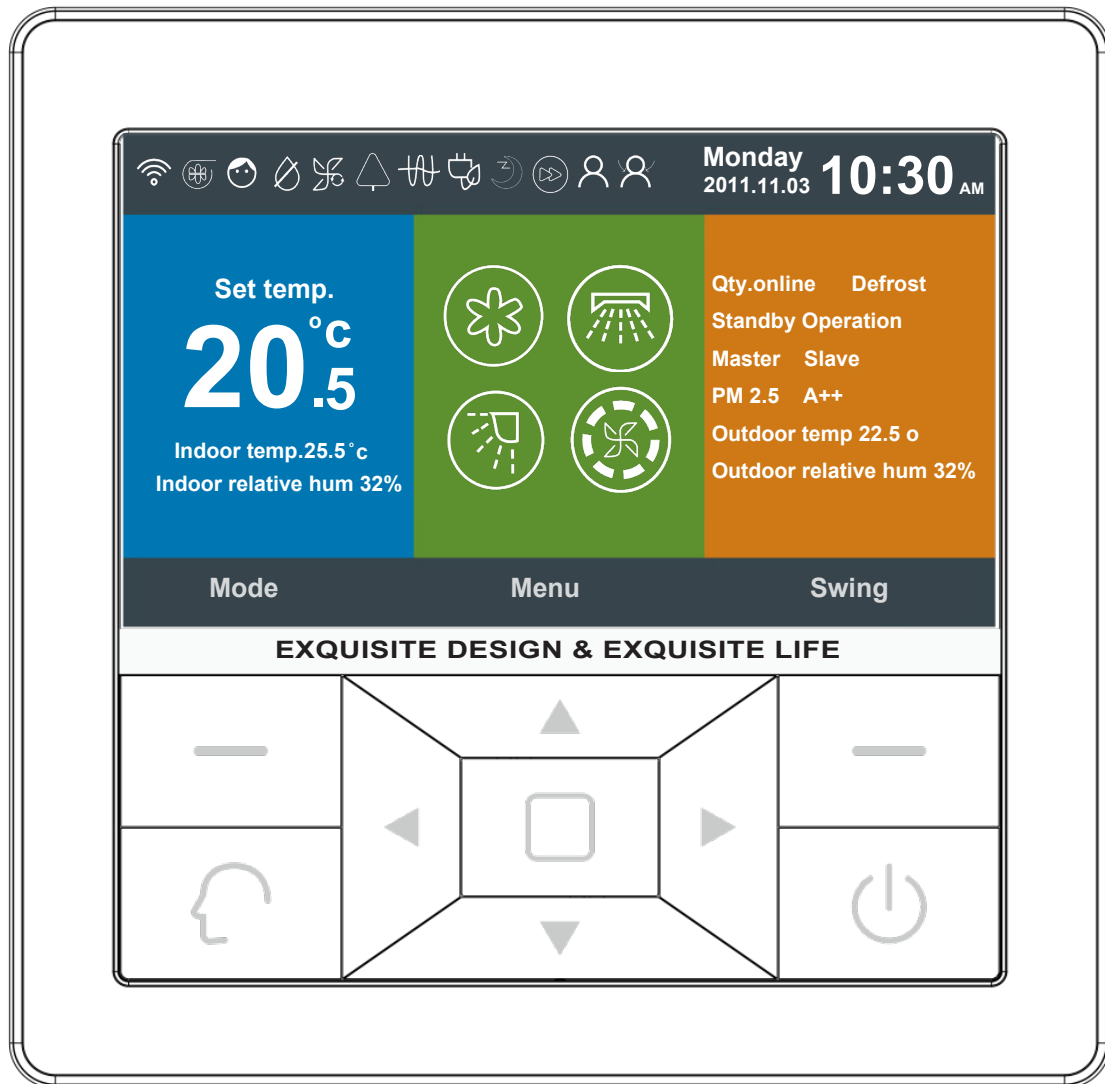 Monday
2011.11.03 10:30 AM
Set temp.
20.5°c
Indoor temp.25.5°c
Indoor relative hum 32%
Qty.online Defrost
Standby Operation
Master Slave
PM 2.5 A++
Outdoor temp 22.5 o
Outdoor relative hum 32%
Mode Menu Swing
EXQUISITE DESIGN & EXQUISITE LIFE